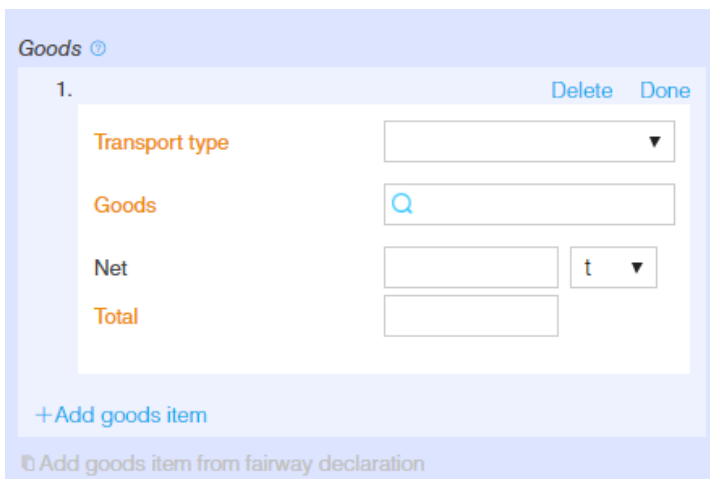 Goods
1. Delete Done
Transport type
Goods
Net t
Total
+Add goods item
Add goods item from fairway declaration